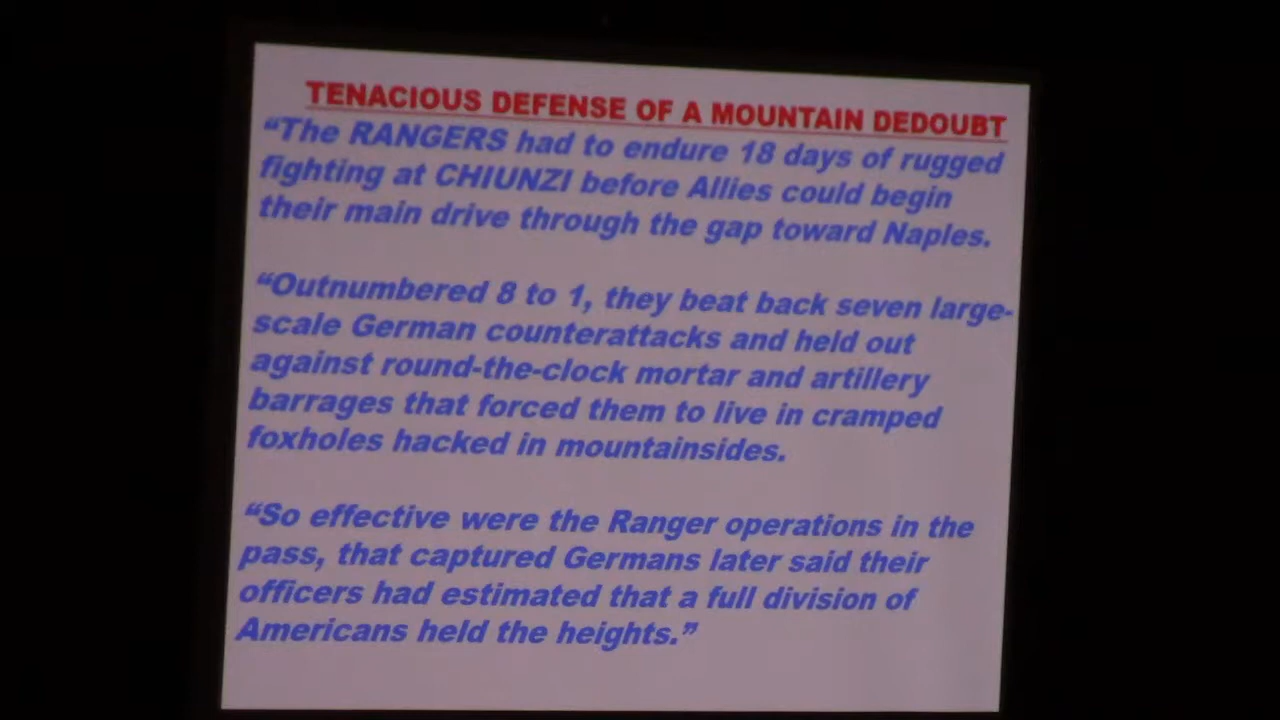 TENACIOUS DEFENSE OF A MOUNTAIN DEDOUBT
“The RANGERS had to endure 18 days of rugged
fighting at CHIUNZI before Allies could begin
their main drive through the gap toward Naples.
“Outnumbered 8 to 1, they beat back seven large-
scale German counterattacks and held out
against round-the-clock mortar and artillery
barrages that forced them to live in cramped
foxholes hacked in mountainsides.
“So effective were the Ranger operations in the
pass, that captured Germans later said their
officers had estimated that a full division of
Americans held the heights.”